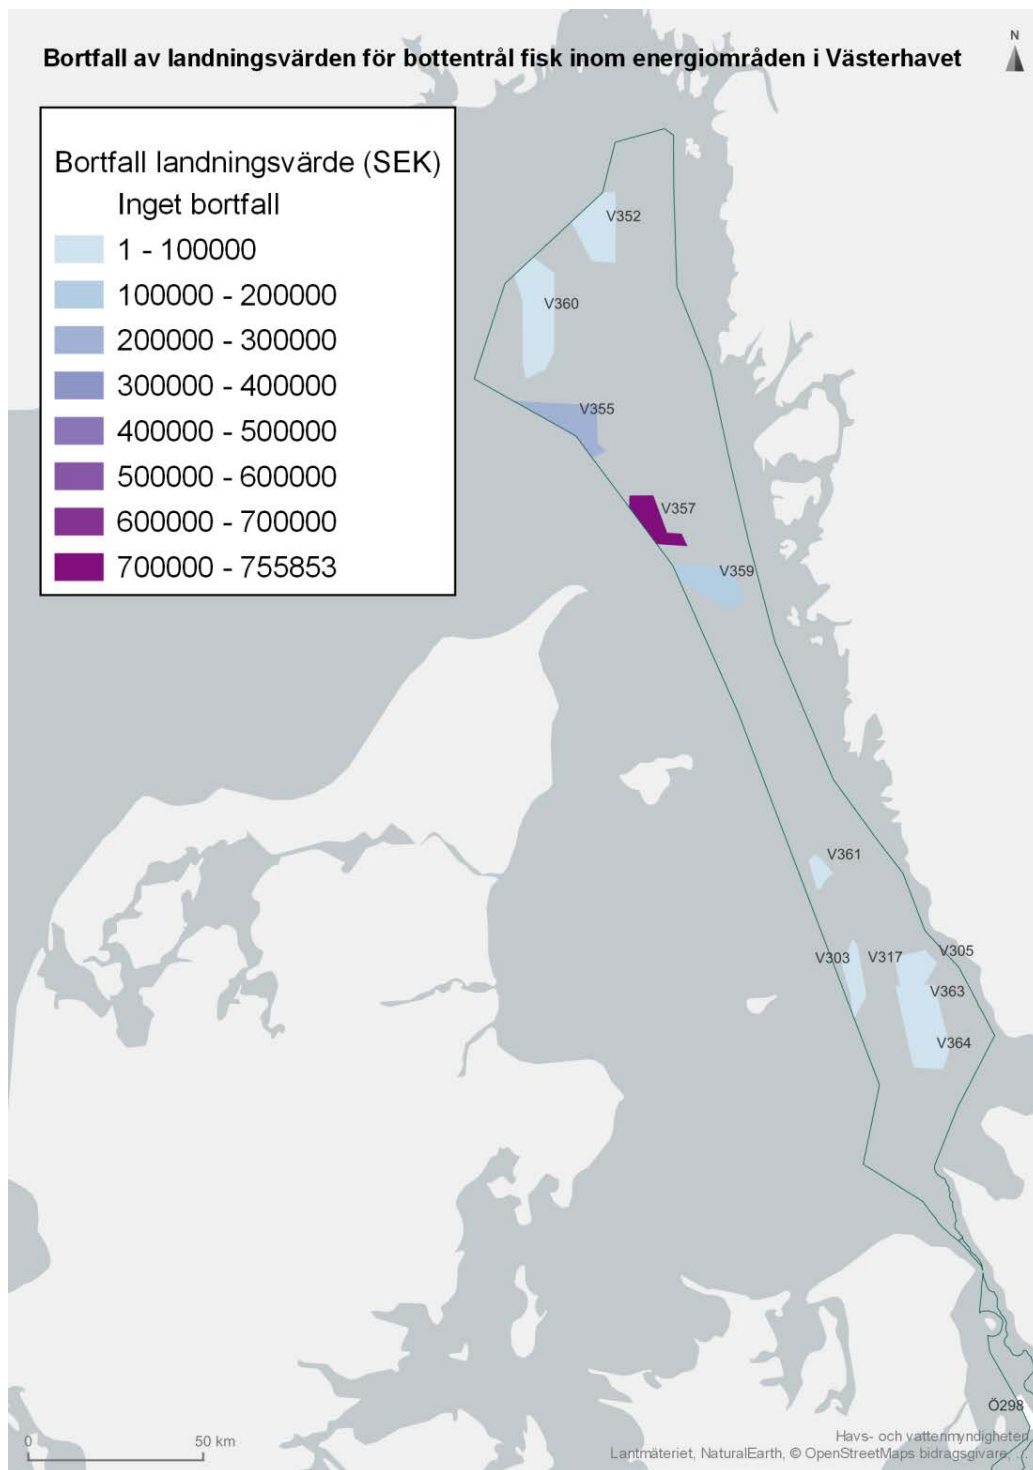 Bortfall av landningsvärden för bottentrål fisk inom energiområden i Västerhavet
N
Bortfall landningsvärde (SEK)
Inget bortfall
1 - 100000
100000 - 200000
200000 - 300000
300000 - 400000
400000 - 500000
500000 - 600000
600000 - 700000
700000 - 755853
V352
V360
V355
V357
V359
V361
V303
V317
V305
V363
V364
Ö298
0 50 km
Havs- och vattenmyndigheten
Lantmäteriet, NaturalEarth, © OpenStreetMaps bidragsgivare, ...